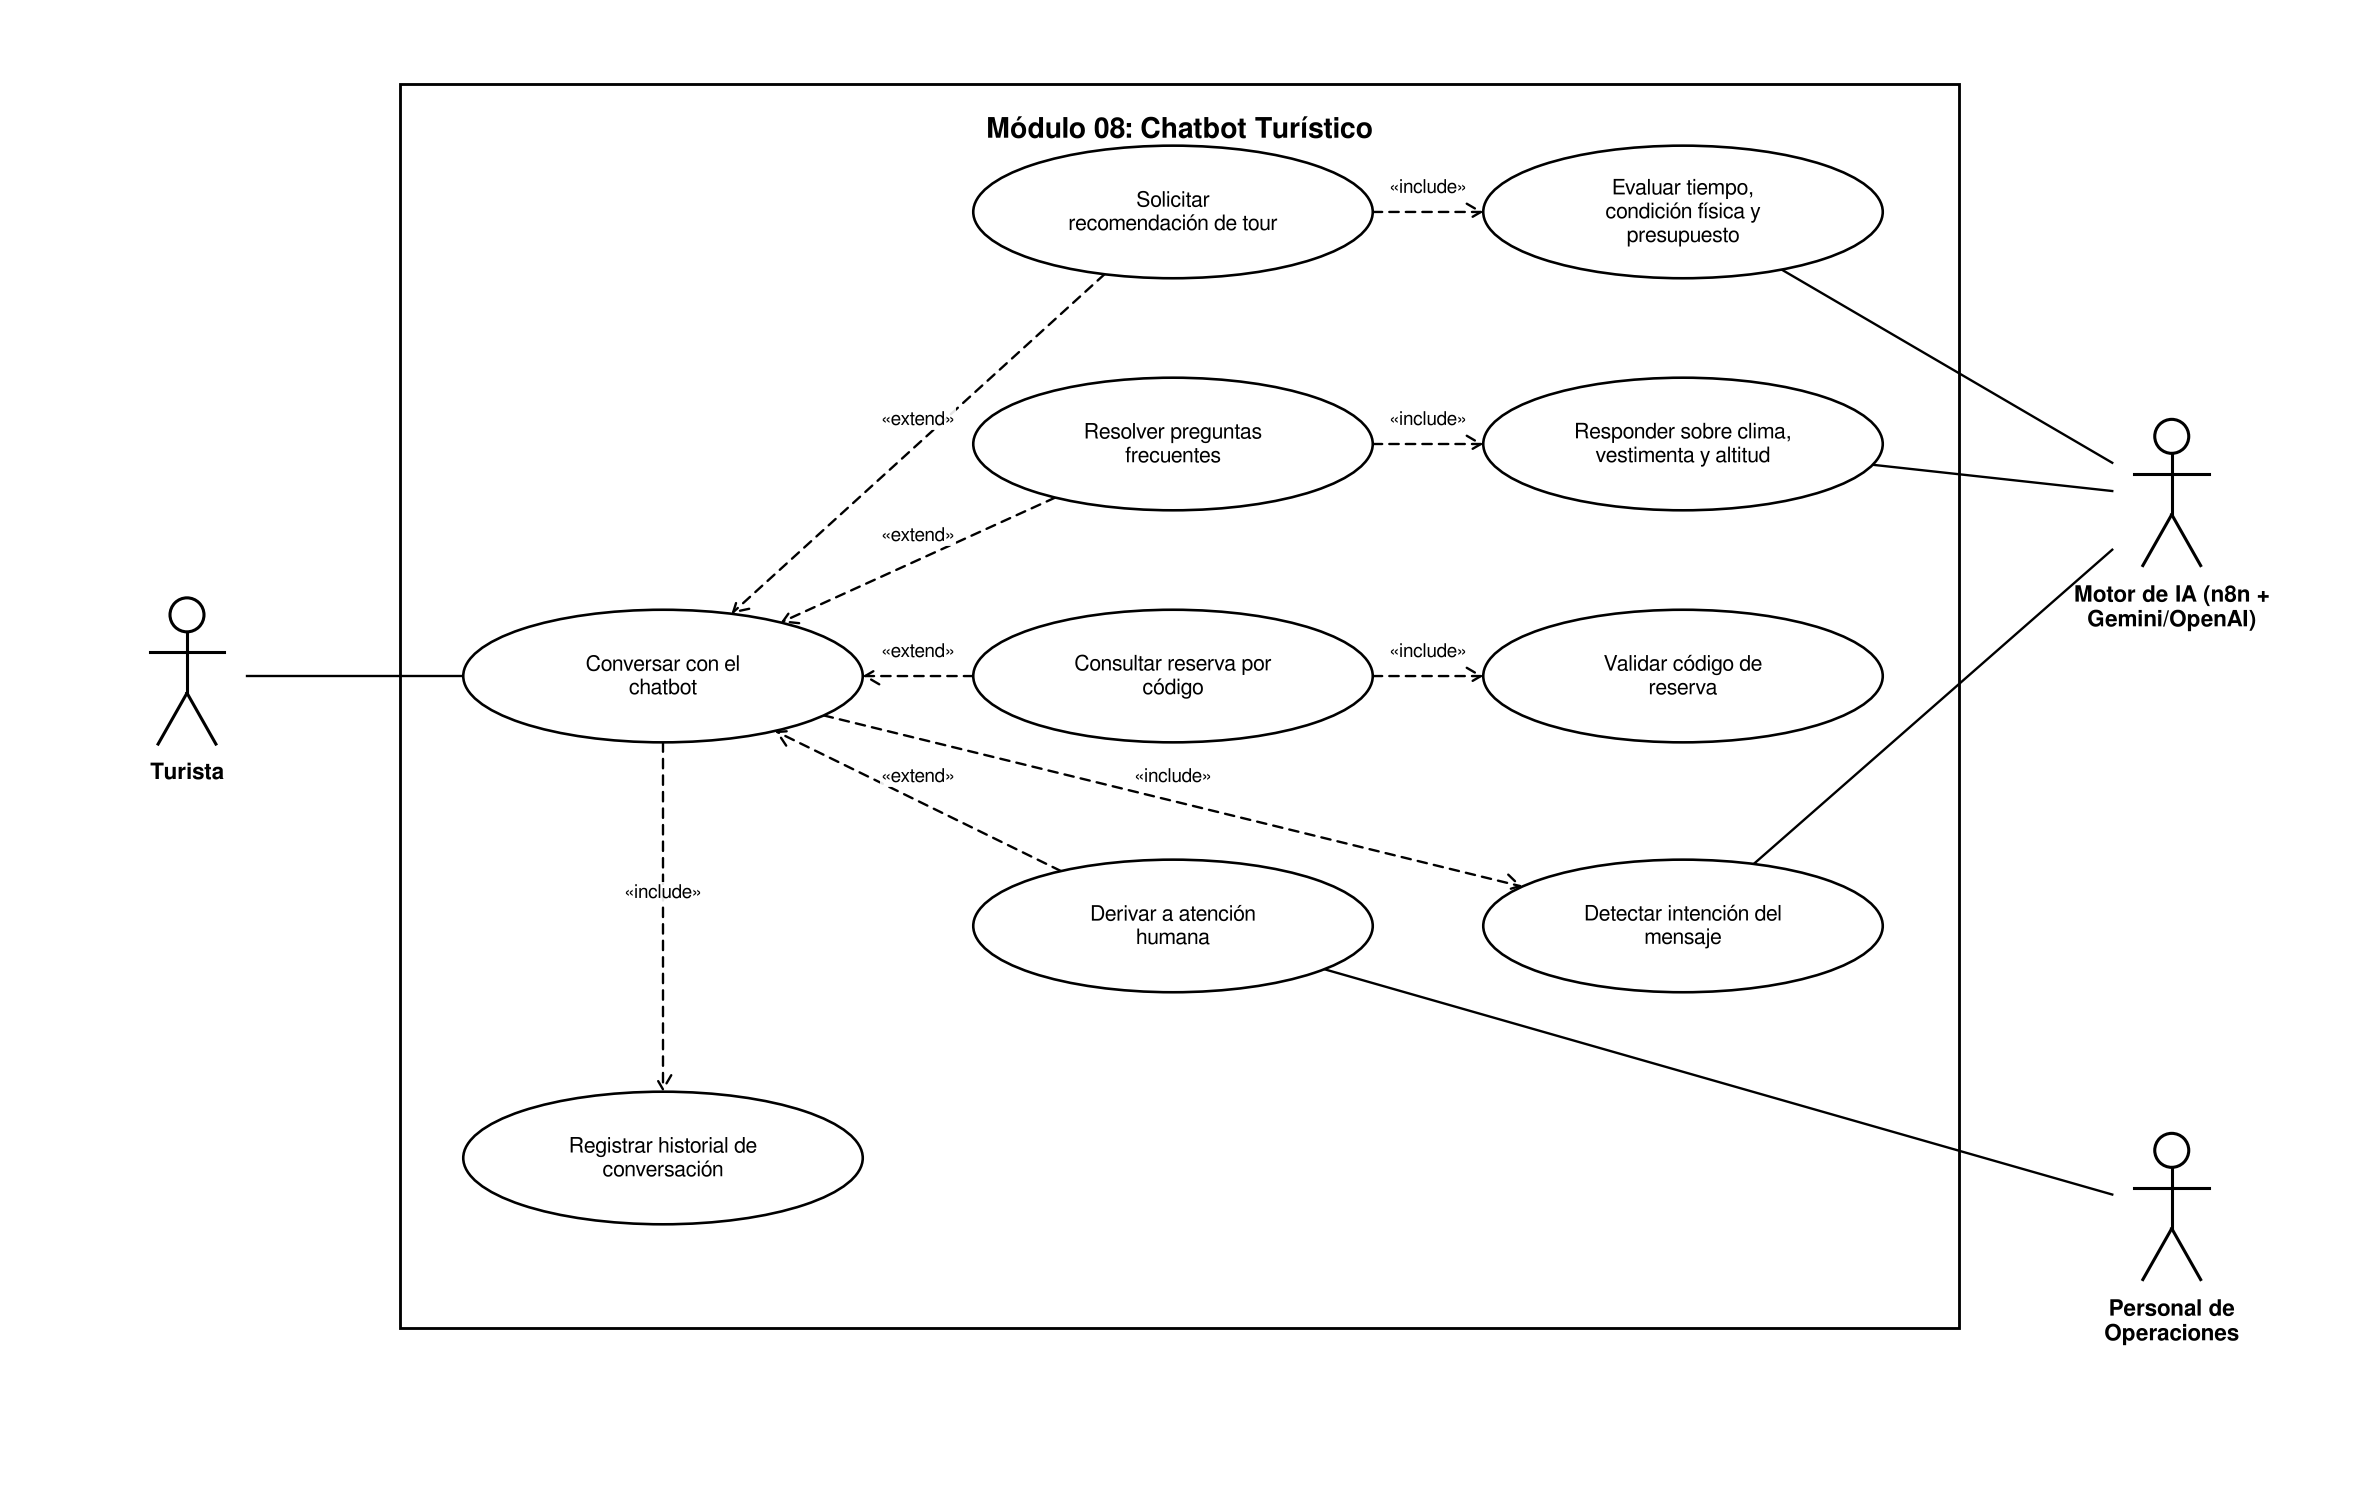 Módulo 08: Chatbot Turístico
Solicitar
recomendación de tour
«include»
Evaluar tiempo,
condición física y
presupuesto
«extend»
Resolver preguntas
frecuentes
«include»
Responder sobre clima,
vestimenta y altitud
«extend»
Motor de IA (n8n +
Gemini/OpenAI)
Turista
Conversar con el
chatbot
«extend»
Consultar reserva por
código
«include»
Validar código de
reserva
«extend»
«include»
«include»
Derivar a atención
humana
Detectar intención del
mensaje
Registrar historial de
conversación
Personal de
Operaciones